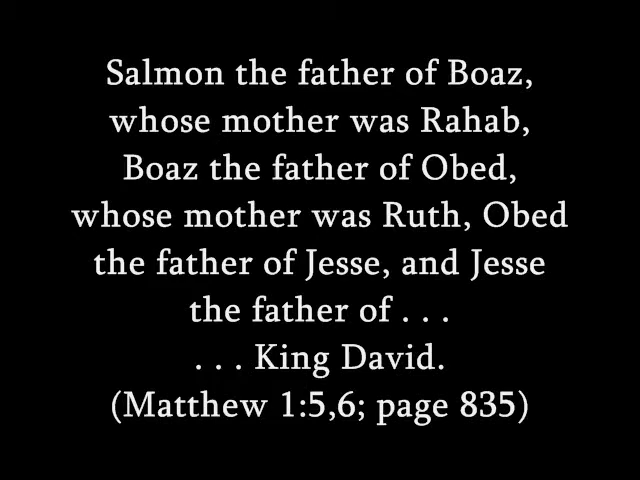 Salmon the father of Boaz,
whose mother was Rahab,
Boaz the father of Obed,
whose mother was Ruth, Obed
the father of Jesse, and Jesse
the father of . . .
. . . King David.
(Matthew 1:5,6; page 835)